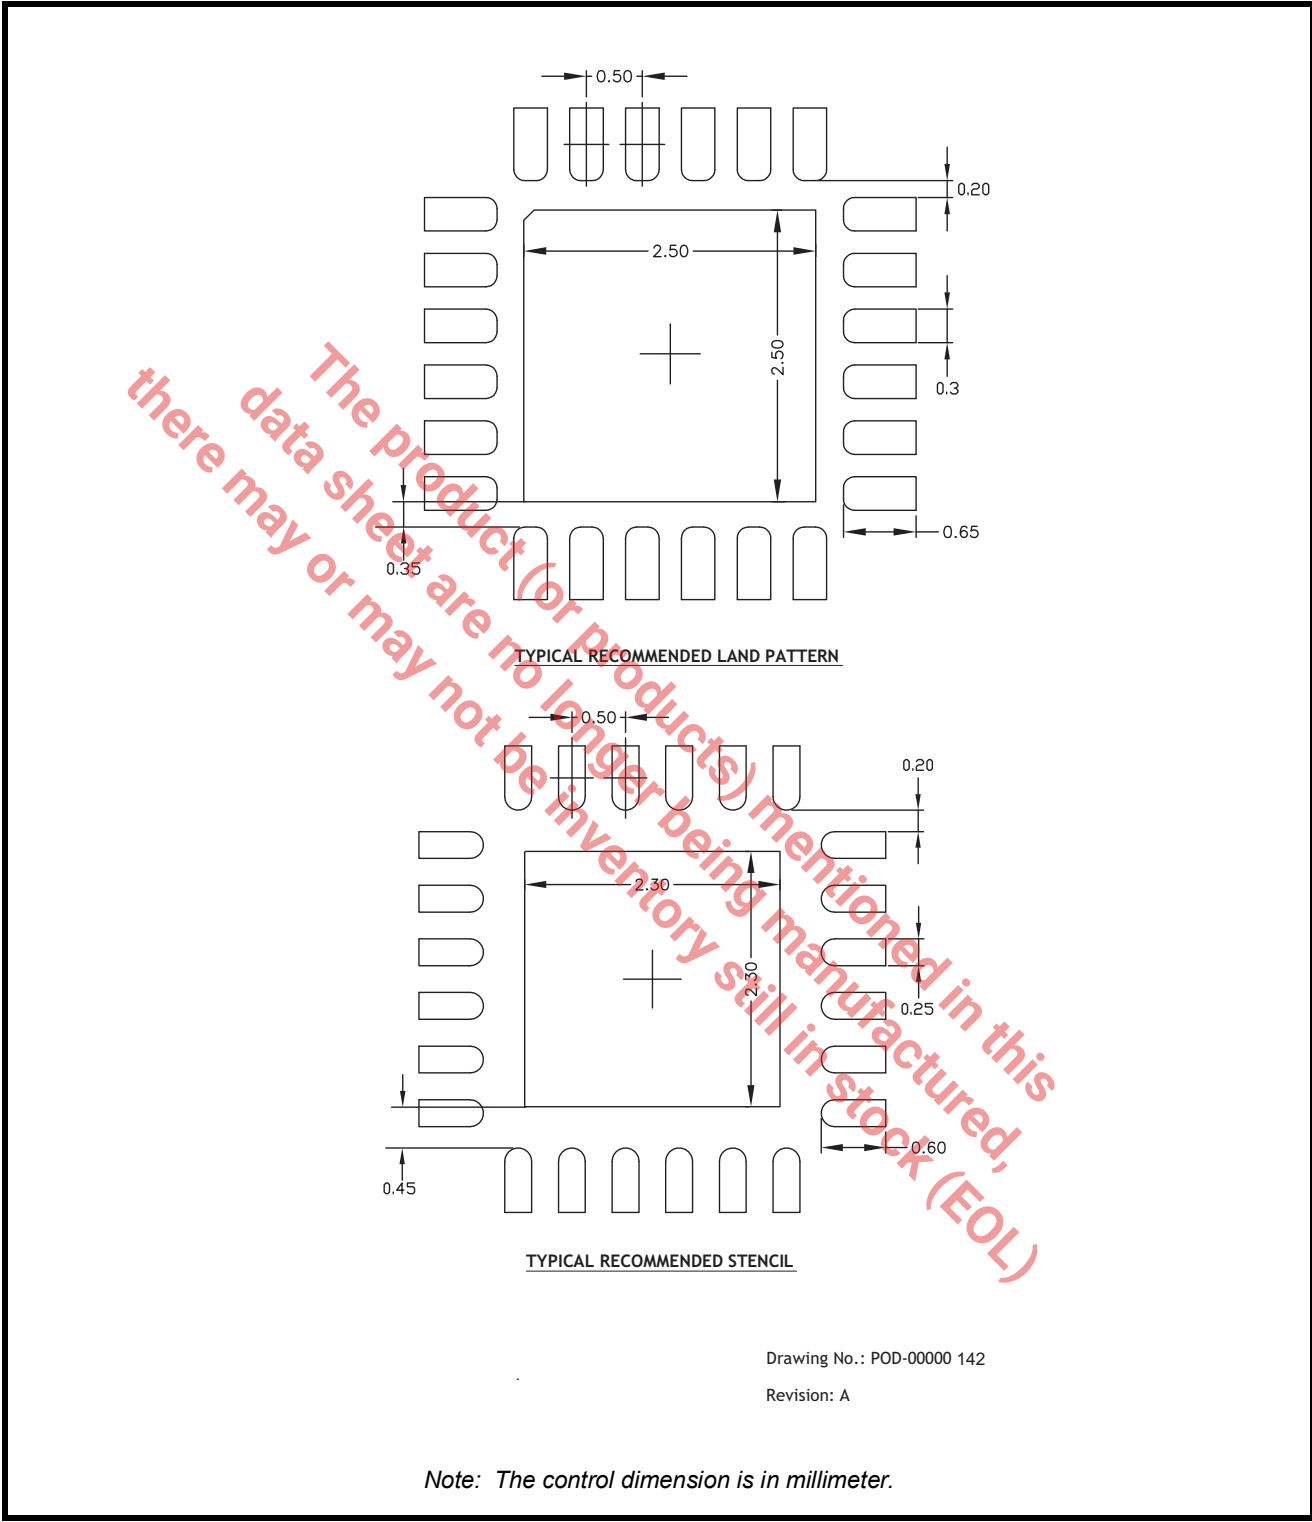 0.50
0.20
2.50
2.50
0.3
0.65
0.35
TYPICAL RECOMMENDED LAND PATTERN
0.50
0.20
2.30
2.30
0.25
0.60
0.45
TYPICAL RECOMMENDED STENCIL
The product (or products) mentioned in this
data sheet are no longer being manufactured,
there may or may not be inventory still in stock (EOL)
Drawing No.: POD-00000 142
Revision: A
Note: The control dimension is in millimeter.